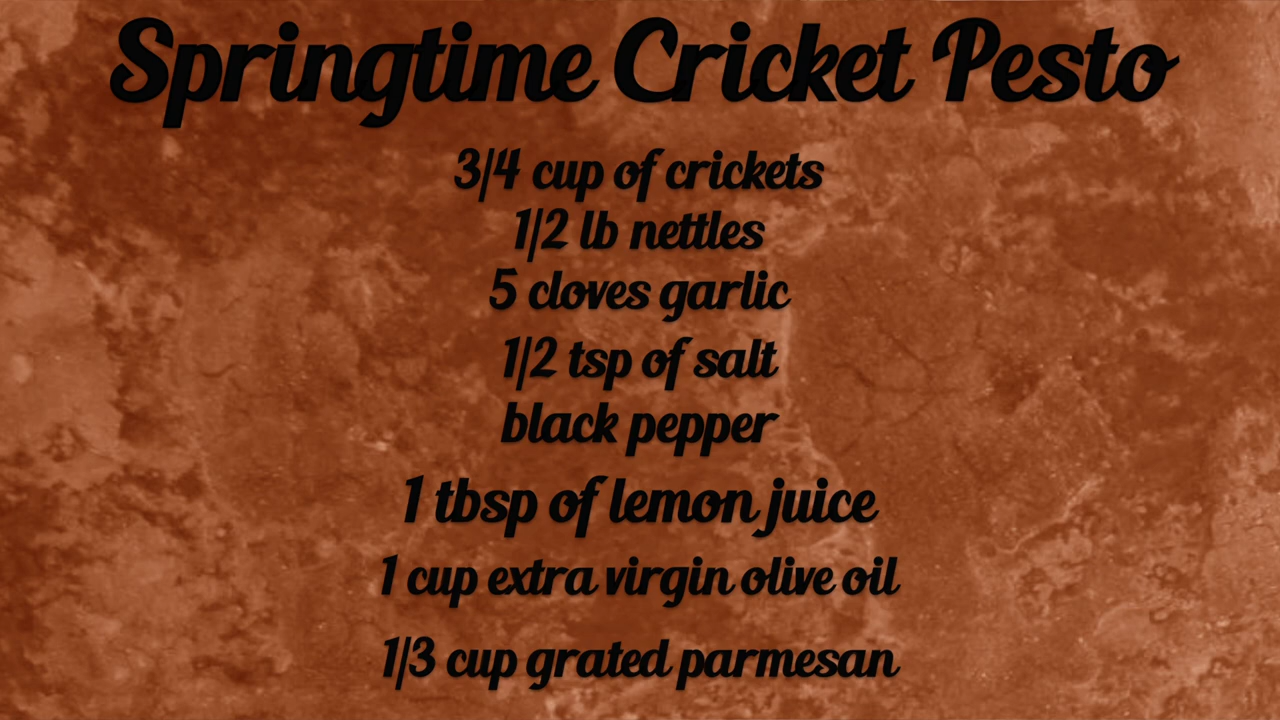 Springtime Cricket Pesto
3/4 cup of crickets
1/2 lb nettles
5 cloves garlic
1/2 tsp of salt
black pepper
1 tbsp of lemon juice
1 cup extra virgin olive oil
1/3 cup grated parmesan